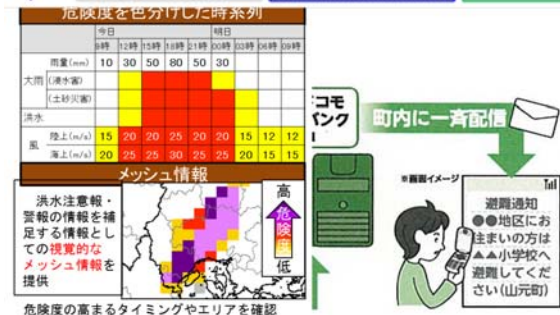 危険度を色分けした時系列
今日 明日
9時 12時 15時 18時 21時 00時 03時 06時 09時
大雨 雨量(mm) 10 30 50 80 50 30
(浸水害)
(土砂災害)
洪水
風 陸上(m/s) 15 20 20 25 20 20 15 12 12
海上(m/s) 20 25 25 30 25 25 20 15 15
メッシュ情報
洪水注意報・
警報の情報を補
足する情報とし
ての視覚的な
メッシュ情報を
提供
高
危険度
低
危険度の高まるタイミングやエリアを確認
コモ
バンク
町内に一斉配信
※画面イメージ
避難通知
●●地区にお
住まいの方は
▲▲小学校へ
避難してくだ
さい(山元町)